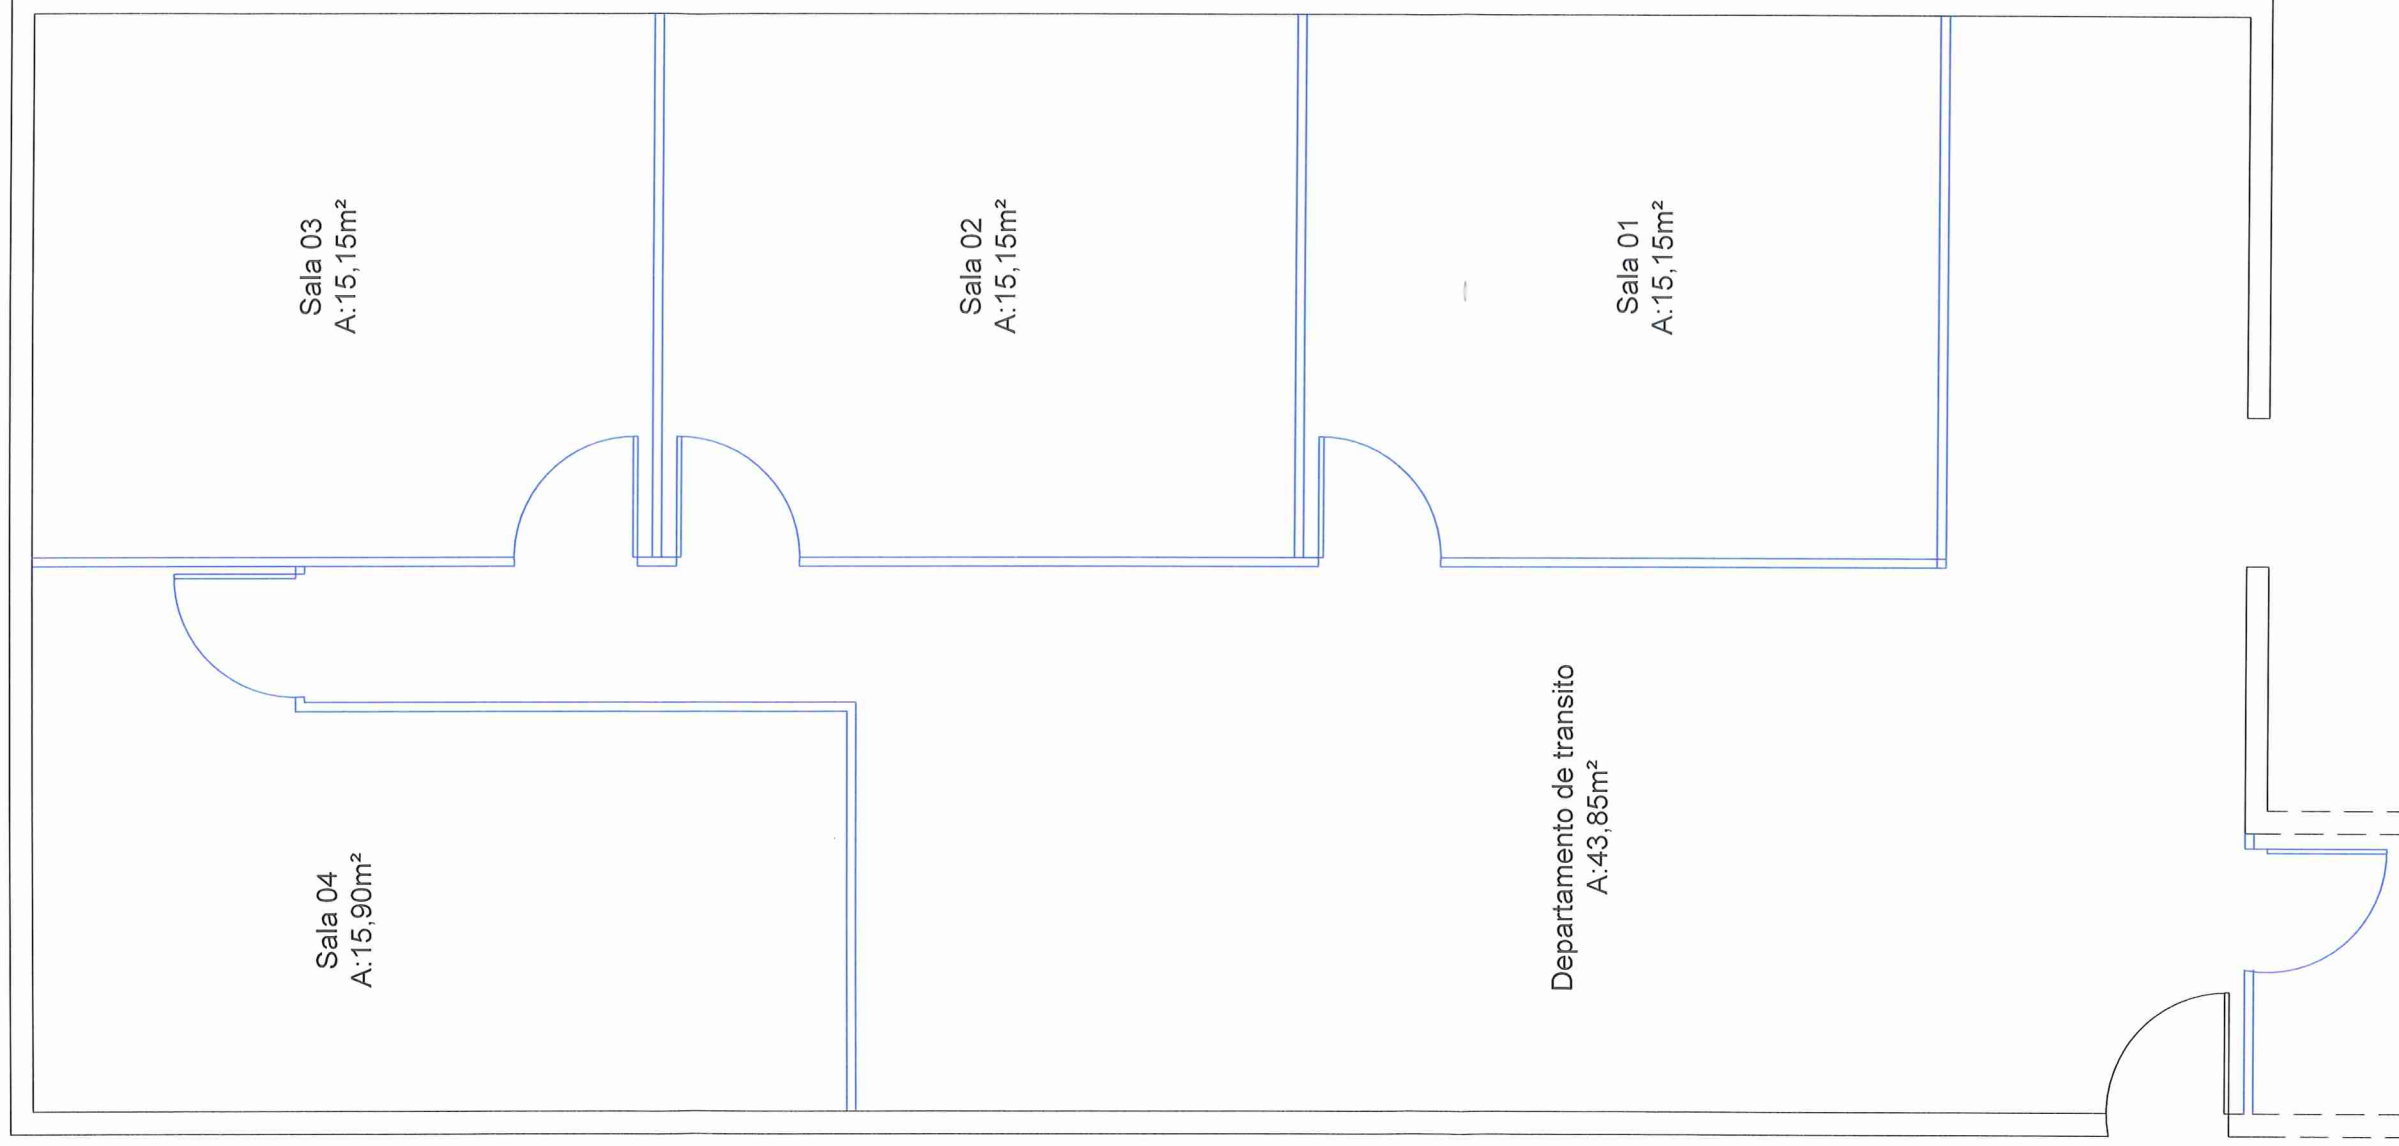 Sala 03
A:15,15m²
Sala 02
A:15,15m²
Sala 01
A:15,15m²
Sala 04
A:15,90m²
Departamento de transito
A:43,85m²